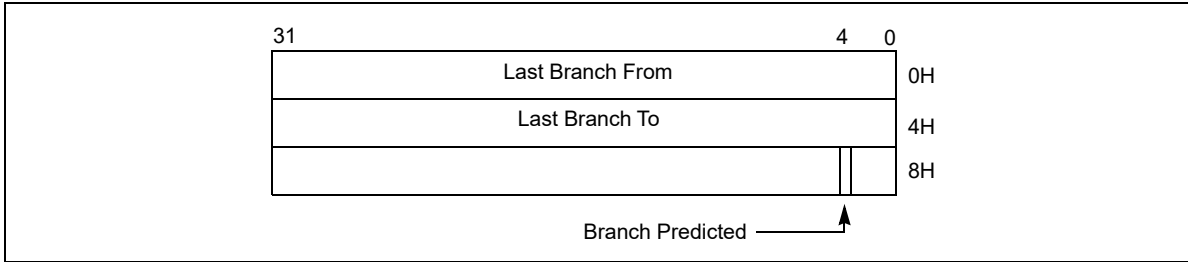 31 4 0
Last Branch From 0H
Last Branch To 4H
8H
Branch Predicted